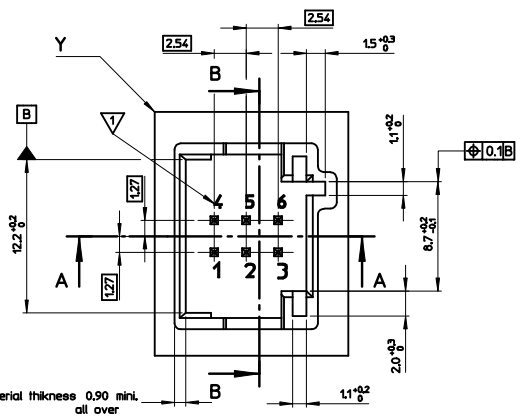 2.54
2.54
1.5 +0.3 0
Y
B
1
B
1.1 +0.2 0
⌖ 0.1 B
4 5 6
1.27
12.2 +0.2 0
8.7 +0.2 -0.1
A
A
1 2 3
1.27
2.0 +0.3 0
B
1.1 +0.2 0
erial thikness 0.90 mini.
all over